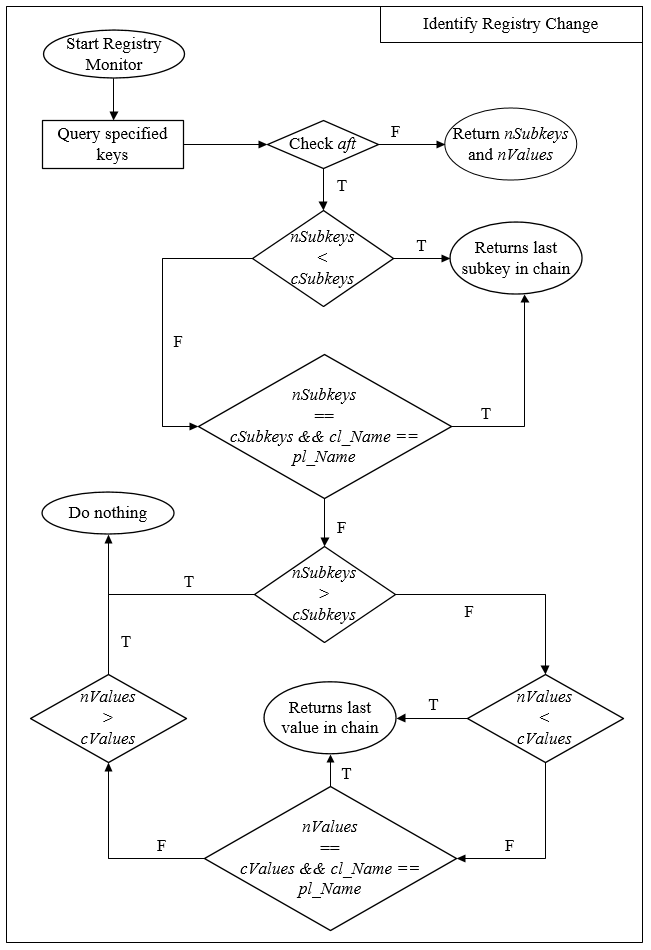 Identify Registry Change
Start Registry
Monitor
Query specified
keys
Check aft
F
Return nSubkeys
and nValues
T
nSubkeys
<
cSubkeys
T
Returns last
subkey in chain
F
nSubkeys
==
cSubkeys && cl_Name ==
pl_Name
T
F
Do nothing
nSubkeys
>
cSubkeys
T
F
T
nValues
>
cValues
Returns last
value in chain
T
nValues
<
cValues
T
nValues
==
cValues && cl_Name ==
pl_Name
F
F